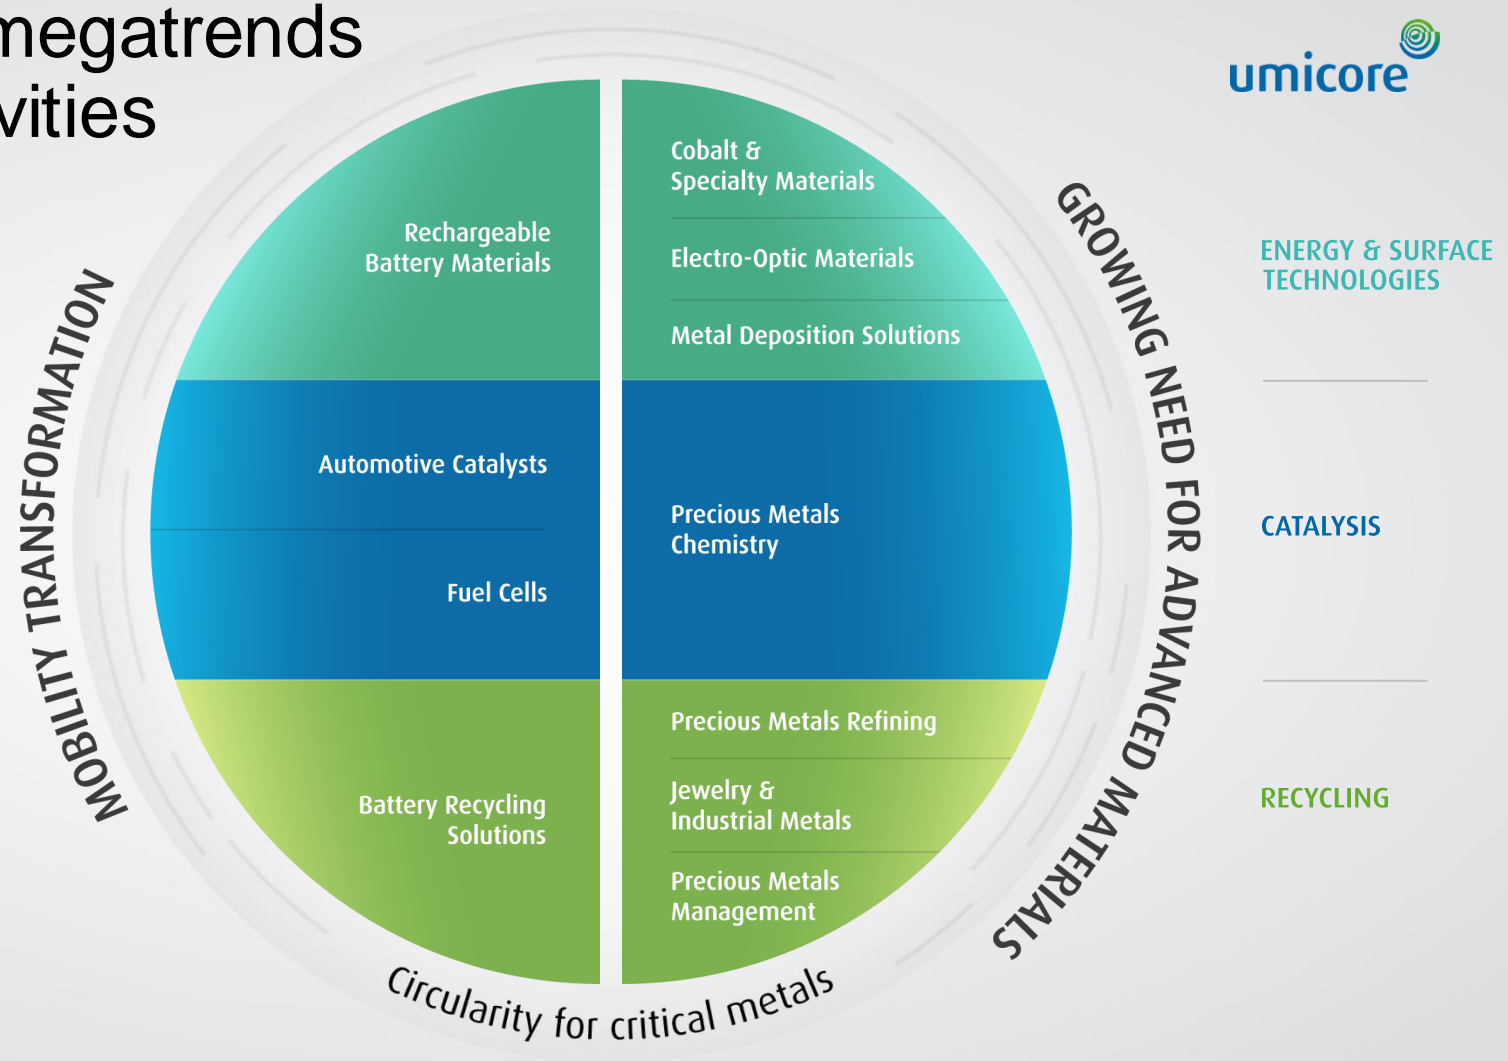 megatrends
vities
umicore
MOBILITY TRANSFORMATION
Rechargeable
Battery Materials
Automotive Catalysts
Fuel Cells
Battery Recycling
Solutions
Cobalt &
Specialty Materials
Electro-Optic Materials
Metal Deposition Solutions
Precious Metals
Chemistry
Precious Metals Refining
Jewelry &
Industrial Metals
Precious Metals
Management
GROWING NEED FOR ADVANCED MATERIALS
Circularity for critical metals
ENERGY & SURFACE
TECHNOLOGIES
CATALYSIS
RECYCLING